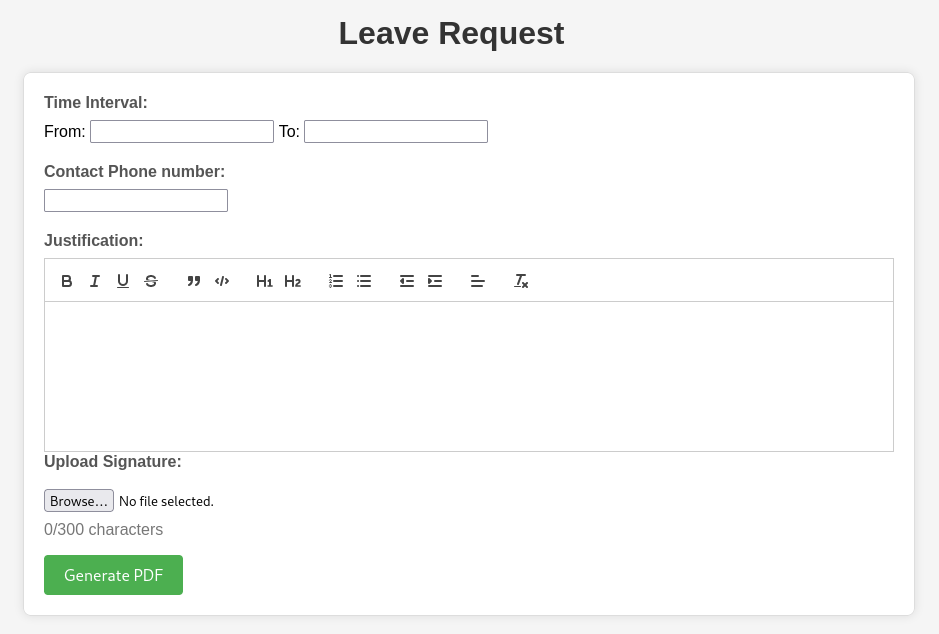 Leave Request
Time Interval:
From: To:
Contact Phone number:
Justification:
B I U S ” </> H1 H2
Upload Signature:
Browse... No file selected.
0/300 characters
Generate PDF